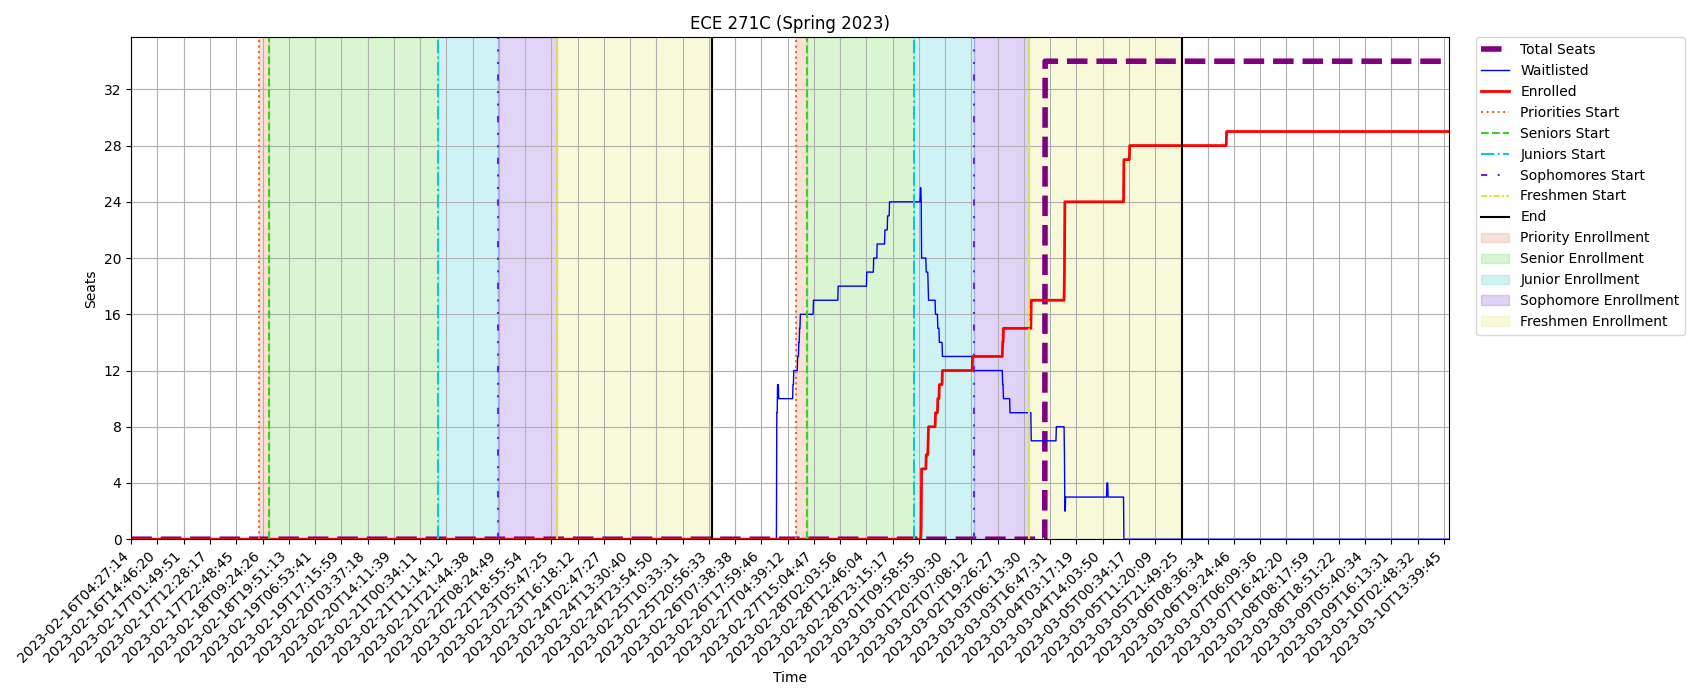 ECE 271C (Spring 2023)
Seats
32
28
24
20
16
12
8
4
0
2023-02-16T04:27:14
2023-02-16T14:46:20
2023-02-17T01:49:51
2023-02-17T12:28:17
2023-02-17T22:48:45
2023-02-18T09:24:26
2023-02-18T19:51:13
2023-02-19T06:53:41
2023-02-19T17:15:59
2023-02-20T03:37:18
2023-02-20T14:11:39
2023-02-21T00:34:11
2023-02-21T11:14:12
2023-02-21T21:44:38
2023-02-22T08:24:49
2023-02-22T18:55:54
2023-02-23T05:47:25
2023-02-23T16:18:12
2023-02-24T02:47:27
2023-02-24T13:30:40
2023-02-24T23:54:50
2023-02-25T10:33:31
2023-02-25T20:56:33
2023-02-26T07:38:38
2023-02-26T17:59:46
2023-02-27T04:39:12
2023-02-27T15:04:47
2023-02-28T02:03:56
2023-02-28T12:46:04
2023-02-28T23:15:17
2023-03-01T09:58:55
2023-03-01T20:30:30
2023-03-02T07:08:12
2023-03-02T19:26:27
2023-03-03T06:13:30
2023-03-03T16:47:31
2023-03-04T03:17:19
2023-03-04T14:03:50
2023-03-05T00:34:17
2023-03-05T11:20:09
2023-03-05T21:49:25
2023-03-06T08:36:34
2023-03-06T19:24:46
2023-03-07T06:09:36
2023-03-07T16:42:20
2023-03-08T08:17:59
2023-03-08T18:51:22
2023-03-09T05:40:34
2023-03-09T16:13:31
2023-03-10T02:48:32
2023-03-10T13:39:45
Time
Total Seats
Waitlisted
Enrolled
Priorities Start
Seniors Start
Juniors Start
Sophomores Start
Freshmen Start
End
Priority Enrollment
Senior Enrollment
Junior Enrollment
Sophomore Enrollment
Freshmen Enrollment